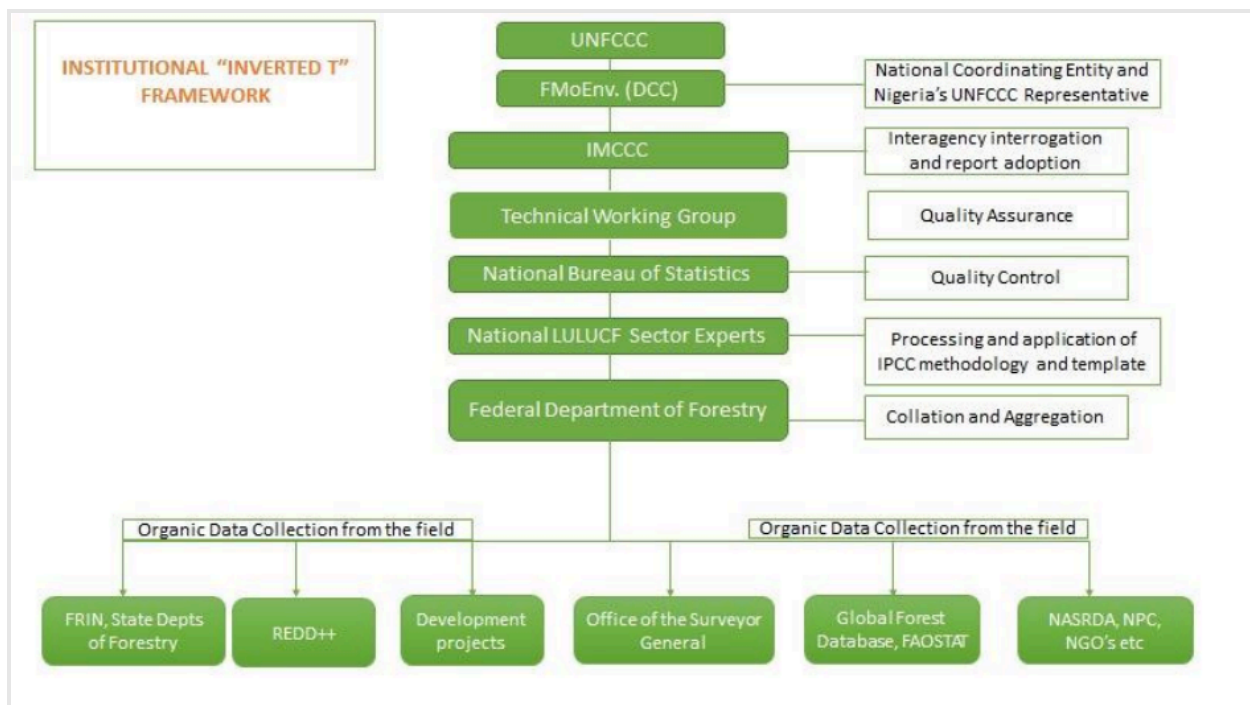 INSTITUTIONAL “INVERTED T”
FRAMEWORK
UNFCCC
FMoEnv. (DCC)
National Coordinating Entity and
Nigeria’s UNFCCC Representative
IMCCC
Interagency interrogation
and report adoption
Technical Working Group
Quality Assurance
National Bureau of Statistics
Quality Control
National LULUCF Sector Experts
Processing and application of
IPCC methodology and template
Federal Department of Forestry
Collation and Aggregation
Organic Data Collection from the field
Organic Data Collection from the field
FRIN, State Depts
of Forestry
REDD++
Development
projects
Office of the Surveyor
General
Global Forest
Database, FAOSTAT
NASRDA, NPC,
NGO’s etc